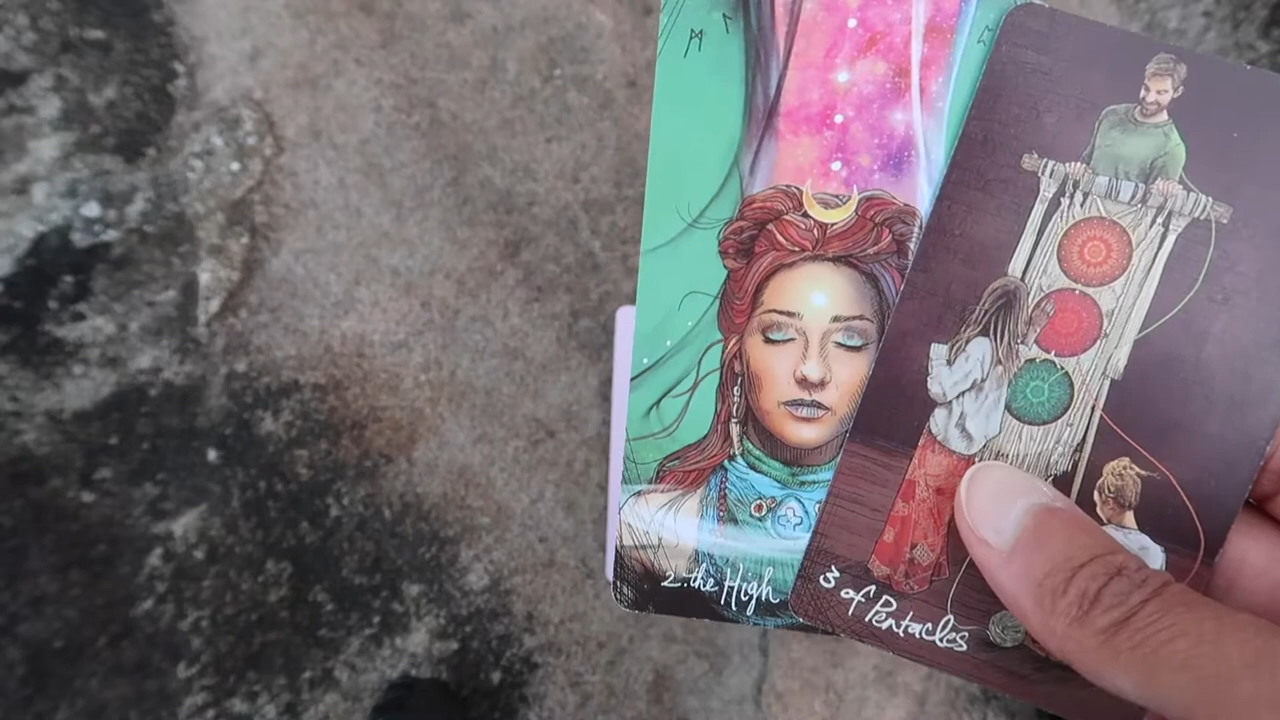 2. the High
3 of Pentacles